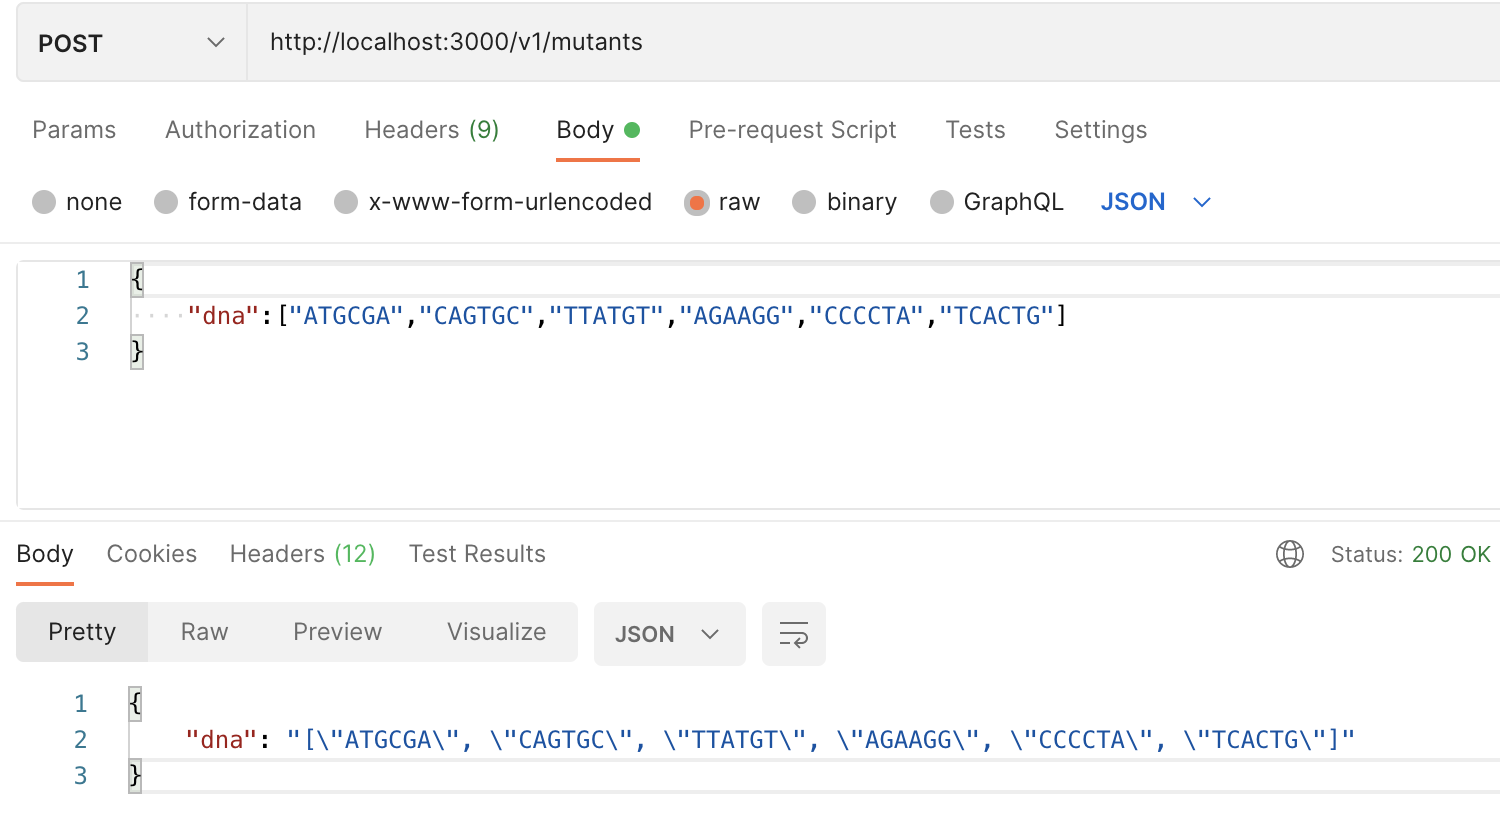 POST http://localhost:3000/v1/mutants
Params Authorization Headers (9) Body Pre-request Script Tests Settings
none form-data x-www-form-urlencoded raw binary GraphQL JSON
1 {
2 ····"dna":["ATGCGA","CAGTGC","TTATGT","AGAAGG","CCCCTA","TCACTG"]
3 }
Body Cookies Headers (12) Test Results Status: 200 OK
Pretty Raw Preview Visualize JSON
1 {
2 "dna": "[\"ATGCGA\", \"CAGTGC\", \"TTATGT\", \"AGAAGG\", \"CCCCTA\", \"TCACTG\"]"
3 }